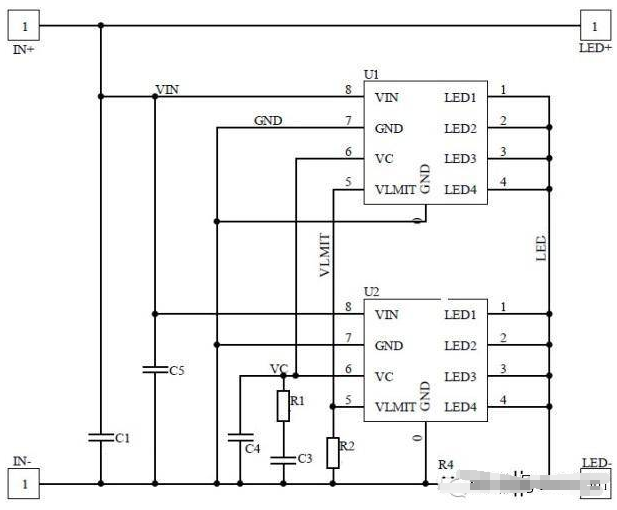 1
IN+
1
LED+
U1
VIN
8
VIN
LED1
1
GND
7
GND
LED2
2
6
VC
LED3
3
5
VLMIT
GND
LED4
4
0
VLMIT
LED
U2
8
VIN
LED1
1
7
GND
LED2
2
VC
6
VC
LED3
3
C5
R1
5
VLMIT
GND
LED4
4
C1
C4
R2
0
C3
IN-
1
R4
LED-